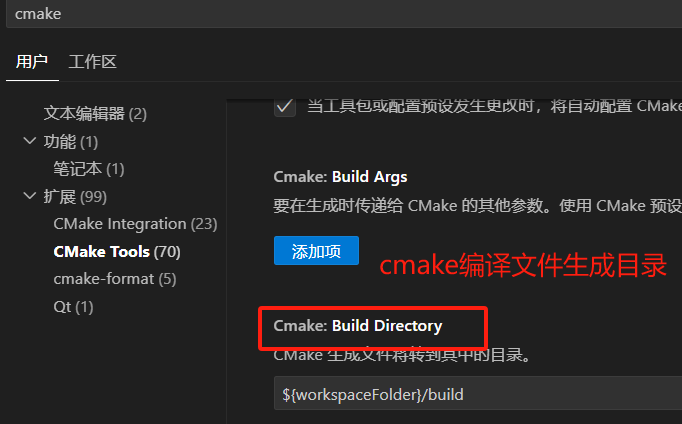 cmake
用户 工作区
文本编辑器 (2)
功能 (1)
笔记本 (1)
扩展 (99)
CMake Integration (23)
CMake Tools (70)
cmake-format (5)
Qt (1)
当工具包或配置预设发生更改时，将自动配置 CMake
Cmake: Build Args
要在生成时传递给 CMake 的其他参数。使用 CMake 预设
添加项
cmake编译文件生成目录
Cmake: Build Directory
CMake 生成文件将转到其中的目录。
${workspaceFolder}/build